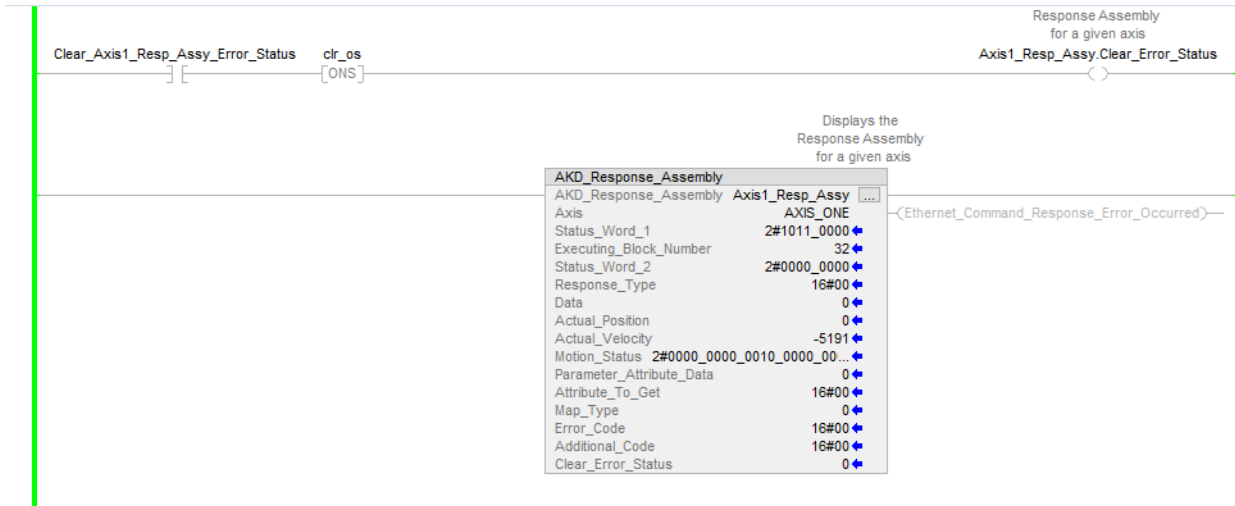 Response Assembly
for a given axis
Clear_Axis1_Resp_Assy_Error_Status clr_os Axis1_Resp_Assy.Clear_Error_Status
ONS
Displays the
Response Assembly
for a given axis
AKD_Response_Assembly
AKD_Response_Assembly Axis1_Resp_Assy ...
Axis AXIS_ONE (Ethernet_Command_Response_Error_Occurred)
Status_Word_1 2#1011_0000
Executing_Block_Number 32
Status_Word_2 2#0000_0000
Response_Type 16#00
Data 0
Actual_Position 0
Actual_Velocity -5191
Motion_Status 2#0000_0000_0010_0000_00...
Parameter_Attribute_Data 0
Attribute_To_Get 16#00
Map_Type 0
Error_Code 16#00
Additional_Code 16#00
Clear_Error_Status 0